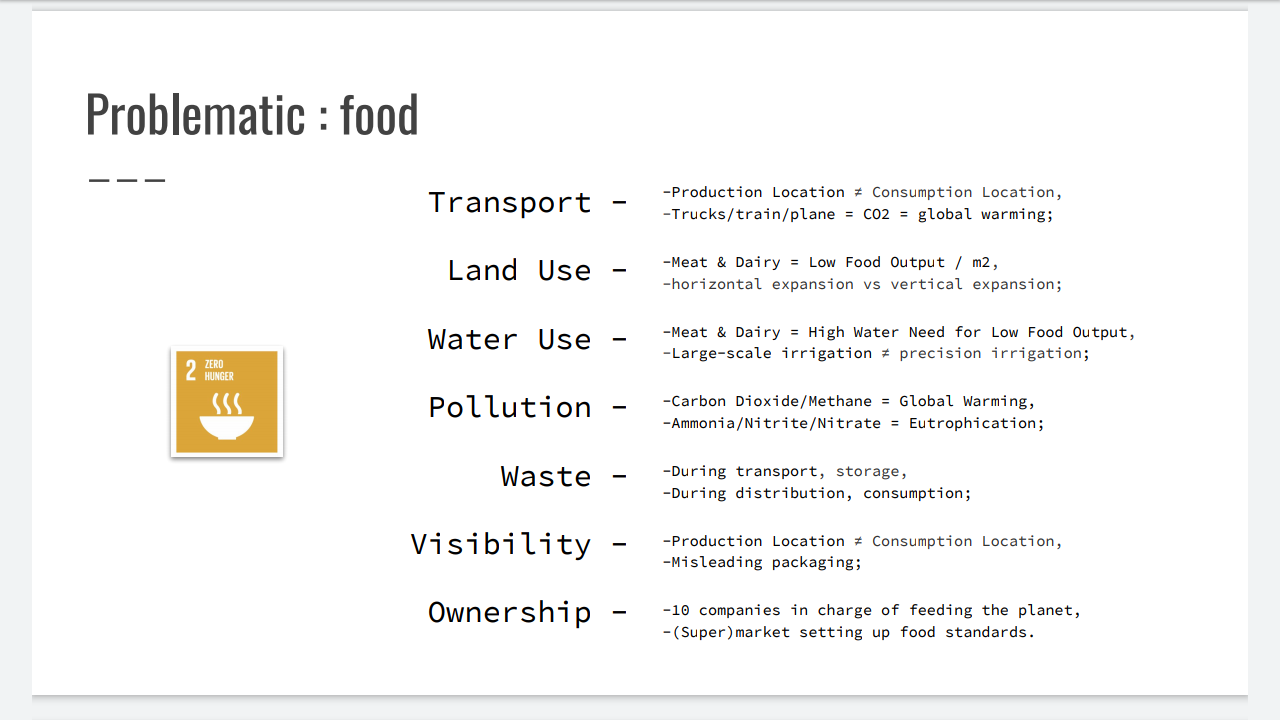 Problematic : food
___
Transport -
-Production Location ≠ Consumption Location,
-Trucks/train/plane = CO2 = global warming;
Land Use -
-Meat & Dairy = Low Food Output / m2,
-horizontal expansion vs vertical expansion;
Water Use -
-Meat & Dairy = High Water Need for Low Food Output,
-Large-scale irrigation ≠ precision irrigation;
2 ZERO
HUNGER
Pollution -
-Carbon Dioxide/Methane = Global Warming,
-Ammonia/Nitrite/Nitrate = Eutrophication;
Waste -
-During transport, storage,
-During distribution, consumption;
Visibility -
-Production Location ≠ Consumption Location,
-Misleading packaging;
Ownership -
-10 companies in charge of feeding the planet,
-(Super)market setting up food standards.